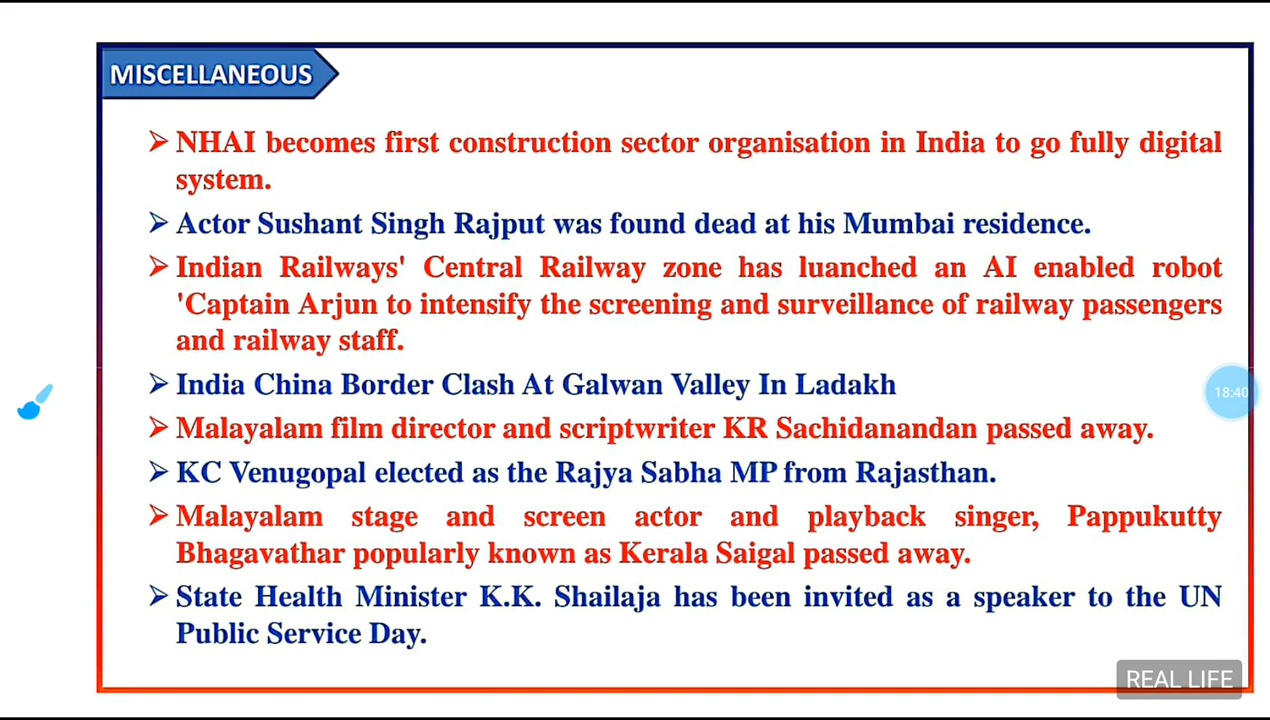 MISCELLANEOUS
➢ NHAI becomes first construction sector organisation in India to go fully digital
system.
➢ Actor Sushant Singh Rajput was found dead at his Mumbai residence.
➢ Indian Railways' Central Railway zone has luanched an AI enabled robot
'Captain Arjun to intensify the screening and surveillance of railway passengers
and railway staff.
➢ India China Border Clash At Galwan Valley In Ladakh
18:40
➢ Malayalam film director and scriptwriter KR Sachidanandan passed away.
➢ KC Venugopal elected as the Rajya Sabha MP from Rajasthan.
➢ Malayalam stage and screen actor and playback singer, Pappukutty
Bhagavathar popularly known as Kerala Saigal passed away.
➢ State Health Minister K.K. Shailaja has been invited as a speaker to the UN
Public Service Day.
REAL LIFE